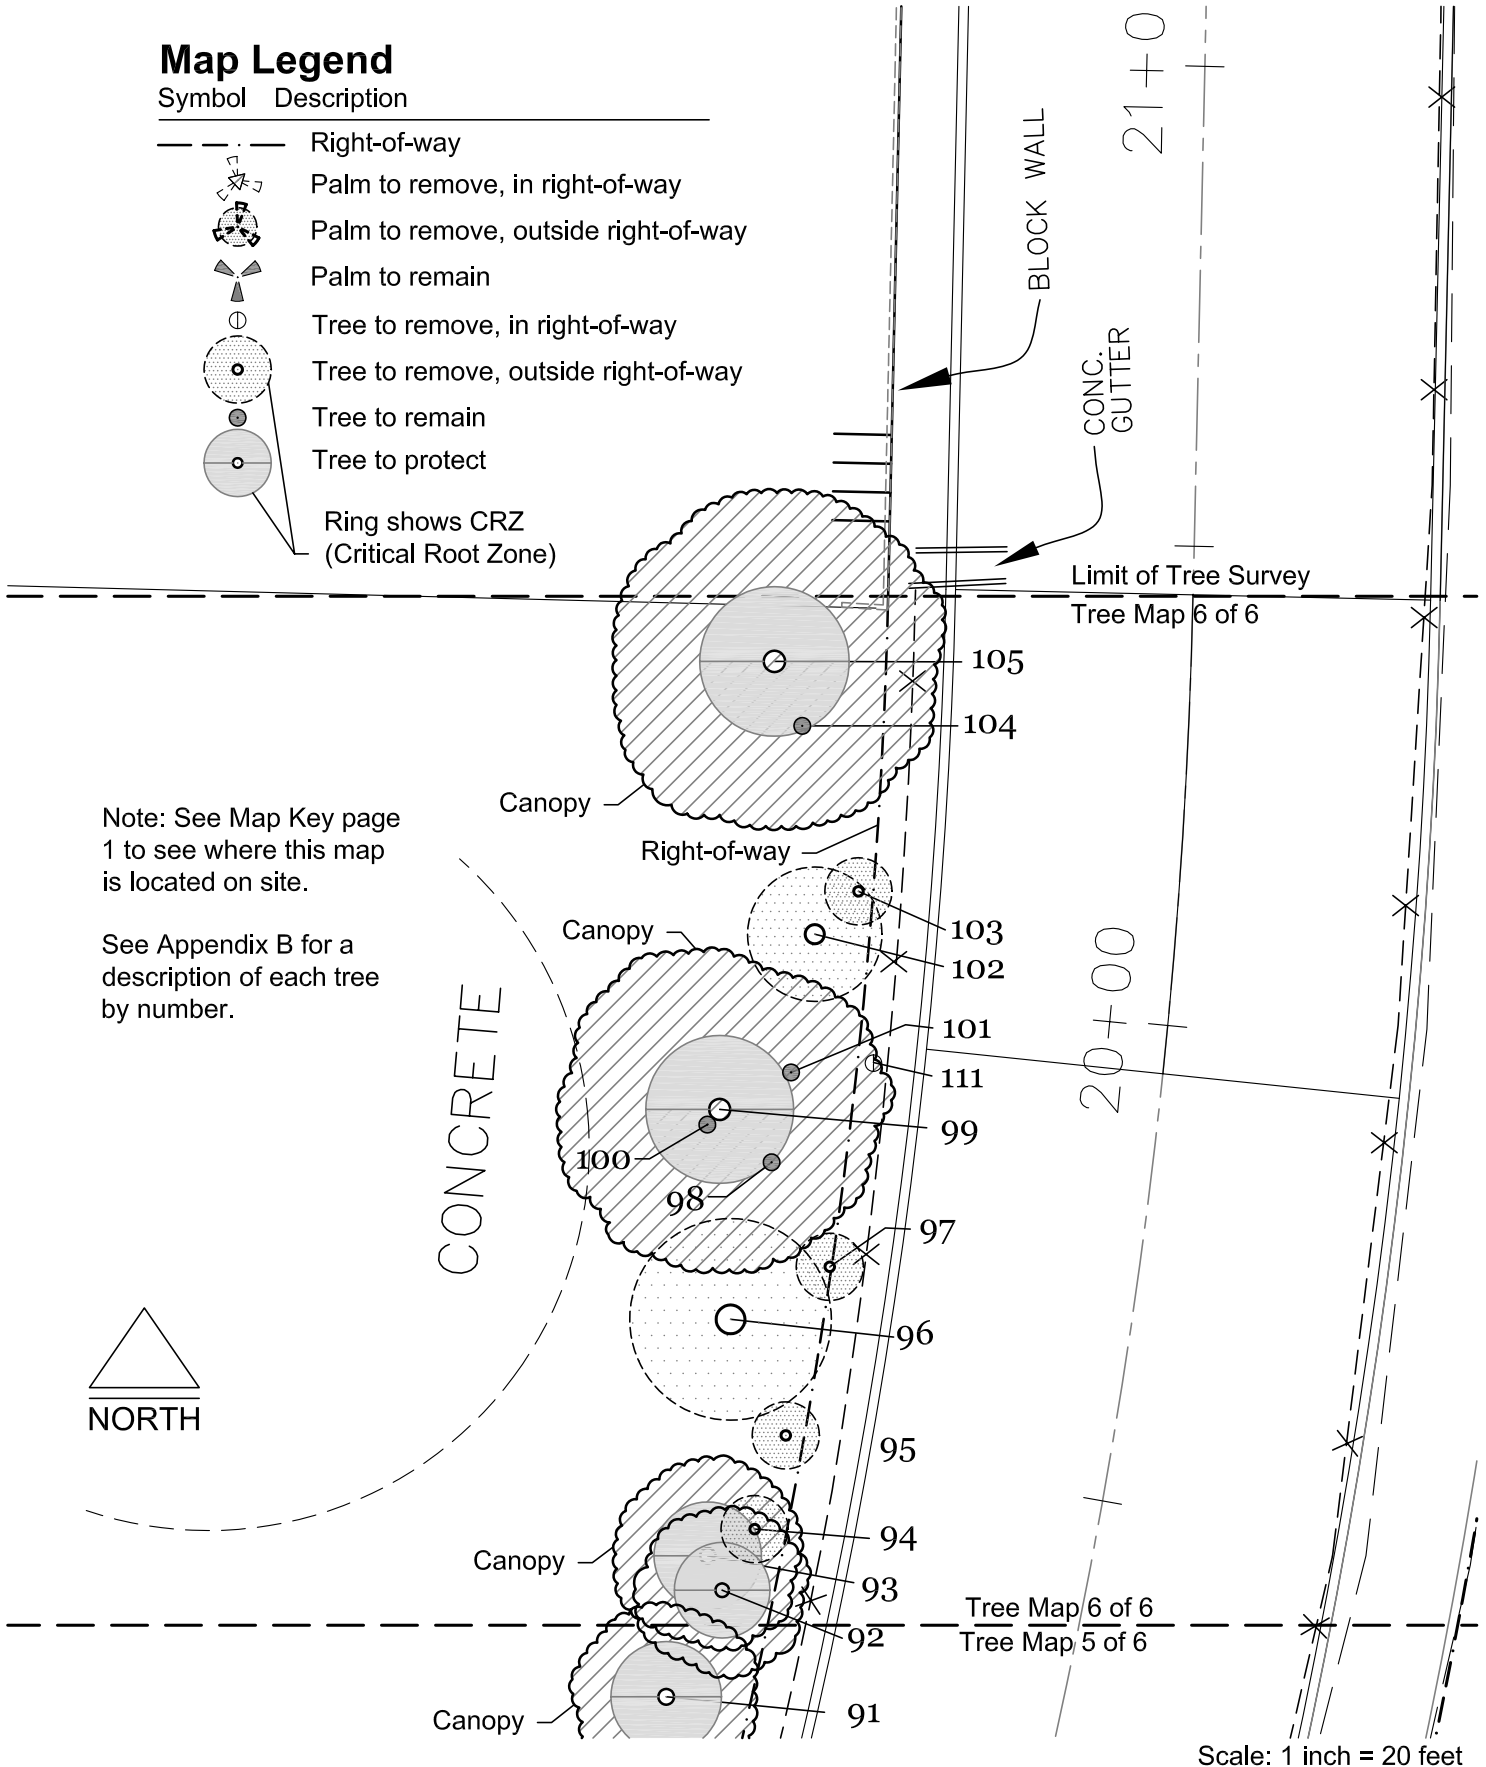 Map Legend
Symbol Description
Right-of-way
Palm to remove, in right-of-way
Palm to remove, outside right-of-way
Palm to remain
Tree to remove, in right-of-way
Tree to remove, outside right-of-way
Tree to remain
Tree to protect
Ring shows CRZ
(Critical Root Zone)
21+0
BLOCK WALL
CONC.
GUTTER
Limit of Tree Survey
Tree Map 6 of 6
105
104
Canopy
Right-of-way
Note: See Map Key page
1 to see where this map
is located on site.
See Appendix B for a
description of each tree
by number.
Canopy
103
102
101
111
99
100
98
CONCRETE
20+00
97
96
95
NORTH
94
Canopy
93
92
Tree Map 6 of 6
Tree Map 5 of 6
91
Canopy
Scale: 1 inch = 20 feet